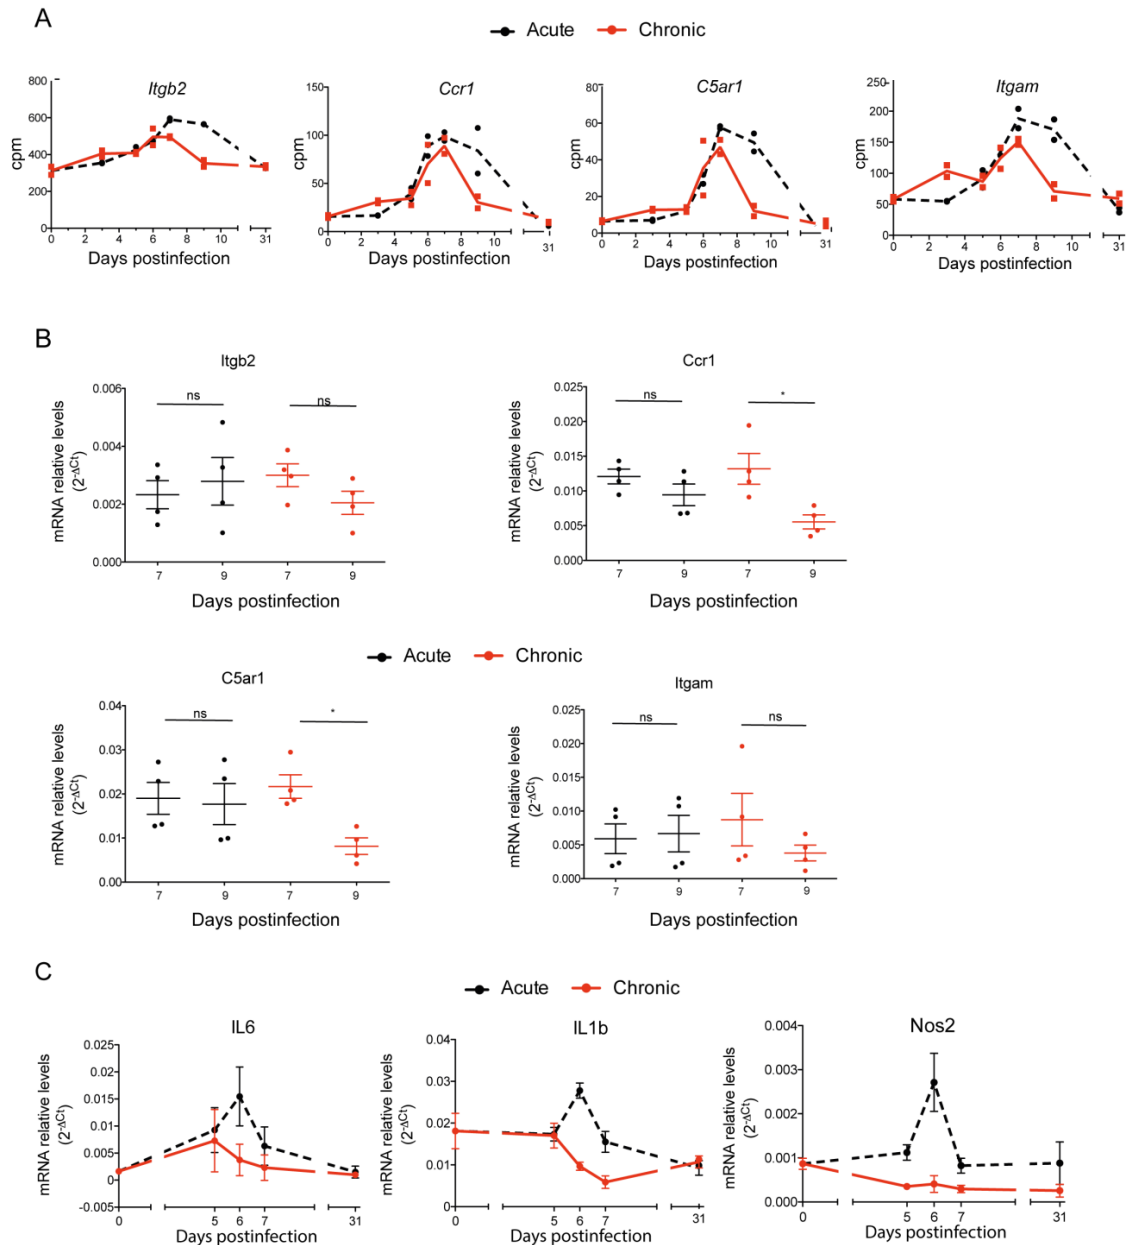 A
Acute Chronic
Itgb2
cpm
800
600
400
200
0
0 2 4 6 8 10 31
Days postinfection
Ccr1
150
100
50
0
0 2 4 6 8 10 31
Days postinfection
C5ar1
80
60
40
20
0
0 2 4 6 8 10 31
Days postinfection
Itgam
cpm
250
200
150
100
50
0
0 2 4 6 8 10 31
Days postinfection
B
Itgb2
mRNA relative levels
(2-ΔCt)
0.006
0.004
0.002
0.000
ns ns
7 9 7 9
Days postinfection
Ccr1
mRNA relative levels
(2-ΔCt)
0.025
0.020
0.015
0.010
0.005
0.000
ns *
7 9 7 9
Days postinfection
Acute Chronic
C5ar1
mRNA relative levels
(2-ΔCt)
0.04
0.03
0.02
0.01
0.00
ns *
7 9 7 9
Days postinfection
Itgam
mRNA relative levels
(2-ΔCt)
0.025
0.020
0.015
0.010
0.005
0.000
ns ns
7 9 7 9
Days postinfection
C
Acute Chronic
IL6
mRNA relative levels
(2-ΔCt)
0.025
0.020
0.015
0.010
0.005
0
-0.005
0 5 6 7 31
Days postinfection
IL1b
mRNA relative levels
(2-ΔCt)
0.04
0.03
0.02
0.01
0
0 5 6 7 31
Days postinfection
Nos2
mRNA relative levels
(2-ΔCt)
0.004
0.003
0.002
0.001
0.000
0 5 6 7 31
Days postinfection